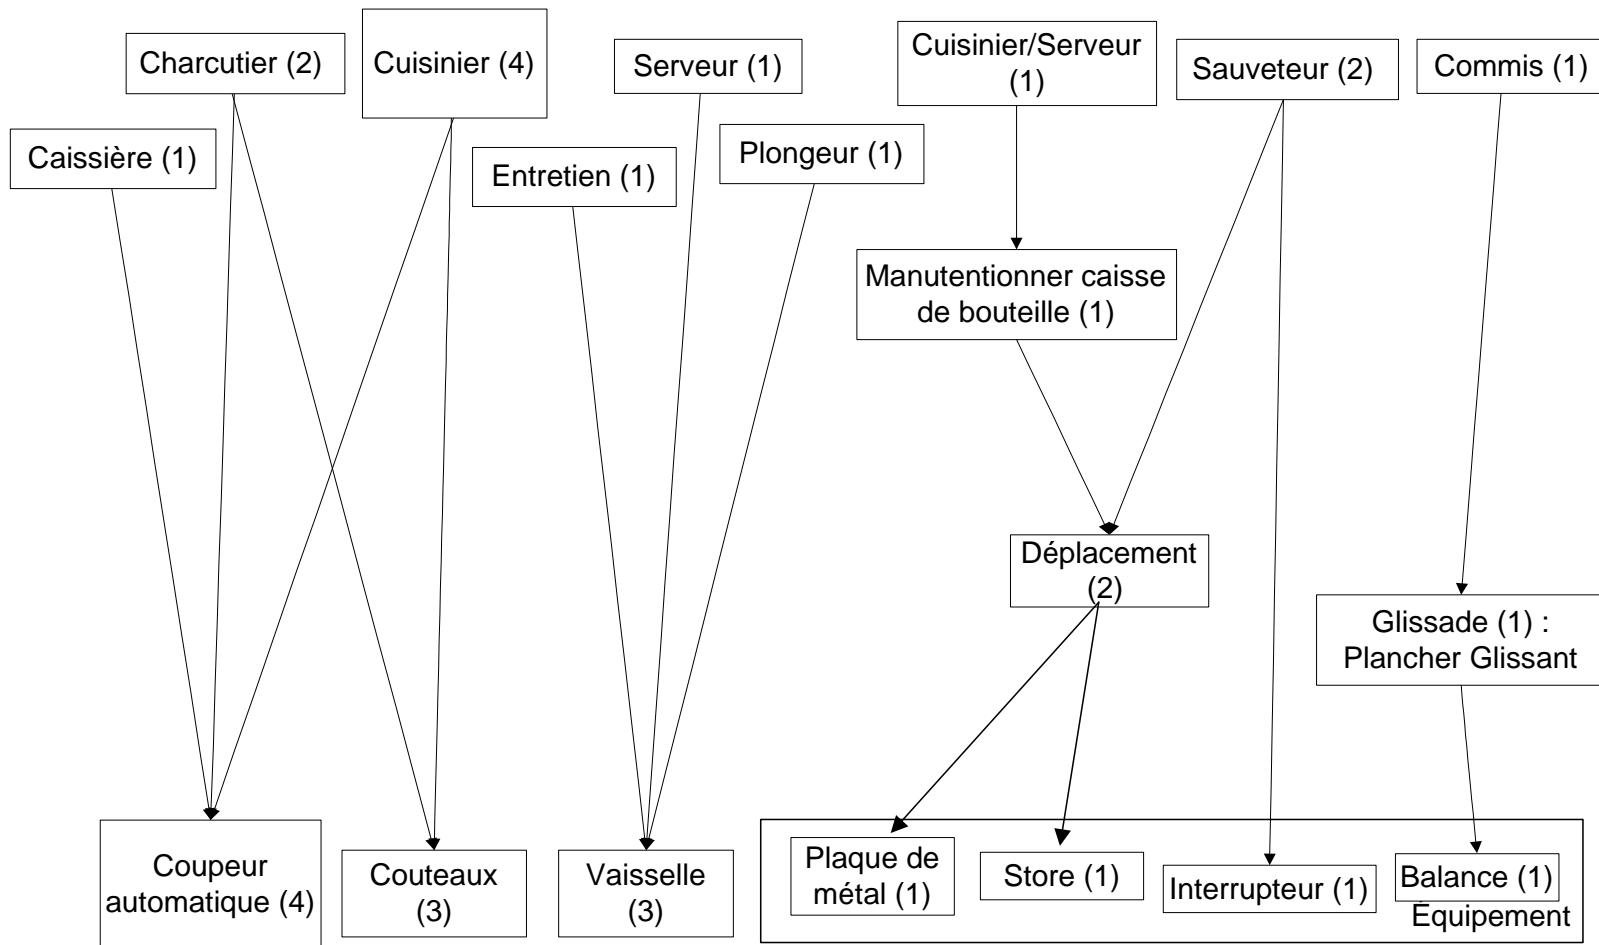 Charcutier (2)
Cuisinier (4)
Serveur (1)
Cuisinier/Serveur
(1)
Sauveteur (2)
Commis (1)
Caissière (1)
Entretien (1)
Plongeur (1)
Manutentionner caisse
de bouteille (1)
Déplacement
(2)
Glissade (1) :
Plancher Glissant
Coupeur
automatique (4)
Couteaux
(3)
Vaisselle
(3)
Plaque de
métal (1)
Store (1)
Interrupteur (1)
Balance (1)
Équipement